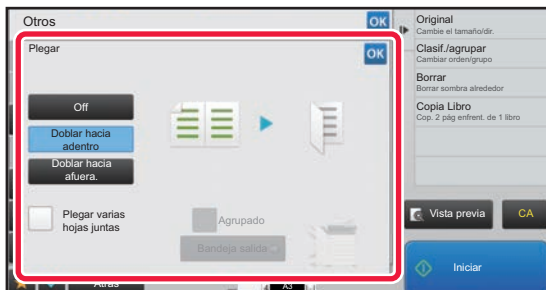 Otros
OK
Plegar
OK
Off
Doblar hacia
adentro
Doblar hacia
afuera.
Plegar varias
hojas juntas
Agrupado
Bandeja salida
Atrás
A3
Original
Cambie el tamaño/dir.
Clasif./agrupar
Cambiar orden/grupo
Borrar
Borrar sombra alrededor
Copia Libro
Cop. 2 pág enfrent. de 1 libro
Vista previa
CA
Iniciar